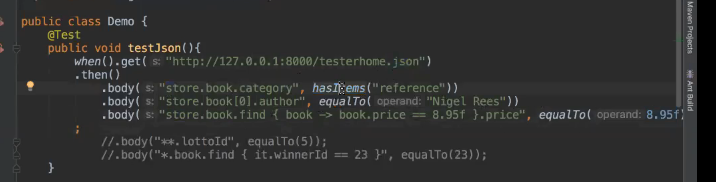 public class Demo {
@Test
public void testJson(){
when().get( s: "http://127.0.0.1:8000/testerhome.json")
.then()
.body( s: "store.book.category", hasItems("reference"))
.body( s: "store.book[0].author", equalTo( operand: "Nigel Rees"))
.body( s: "store.book.find { book -> book.price == 8.95f }.price", equalTo( operand: 8.95f)
;
//.body("**.lottoId", equalTo(5));
//.body("*.book.find { it.winnerId == 23 }", equalTo(23));
}
Maven Projects
Ant Build